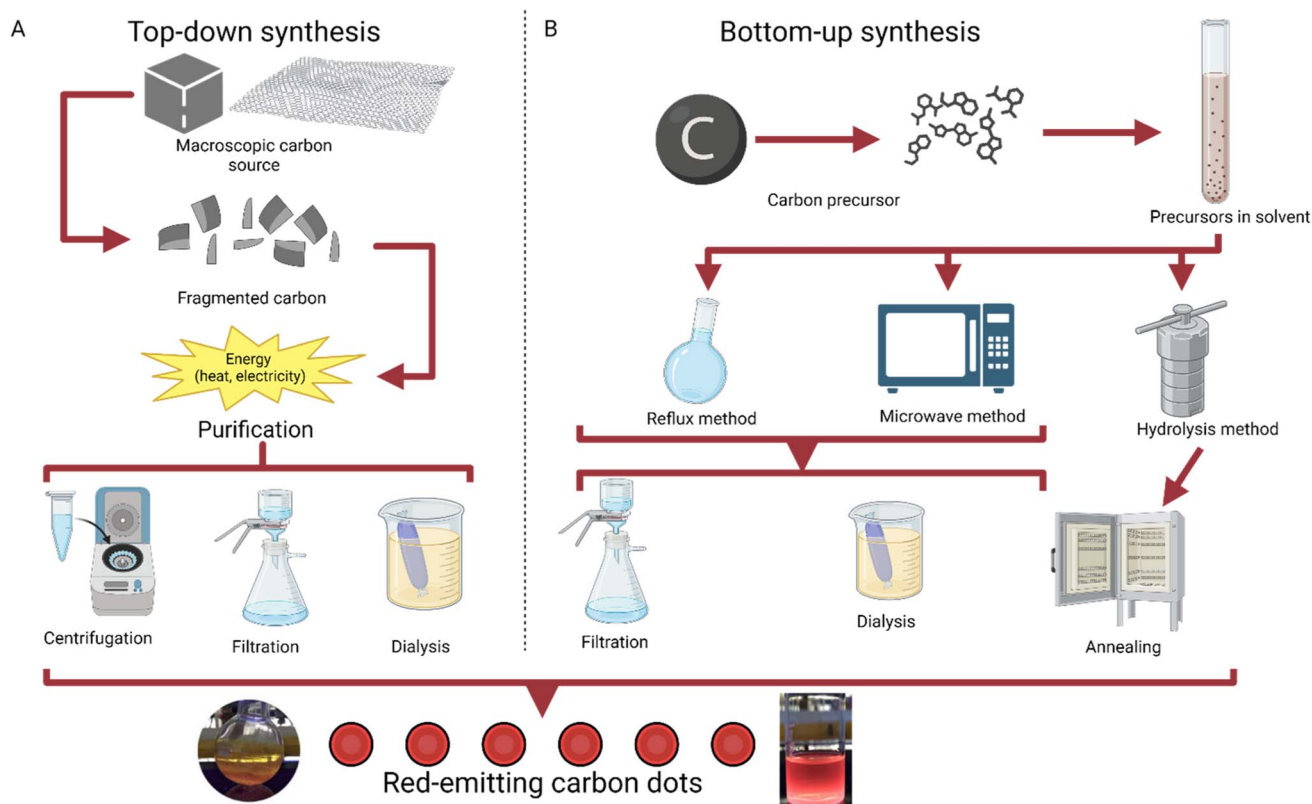 A
Top-down synthesis
Macroscopic carbon
source
Fragmented carbon
Energy
(heat, electricity)
Purification
Centrifugation
Filtration
Dialysis
B
Bottom-up synthesis
C
Carbon precursor
Precursors in solvent
Reflux method
Microwave method
Hydrolysis method
Filtration
Dialysis
Annealing
Red-emitting carbon dots